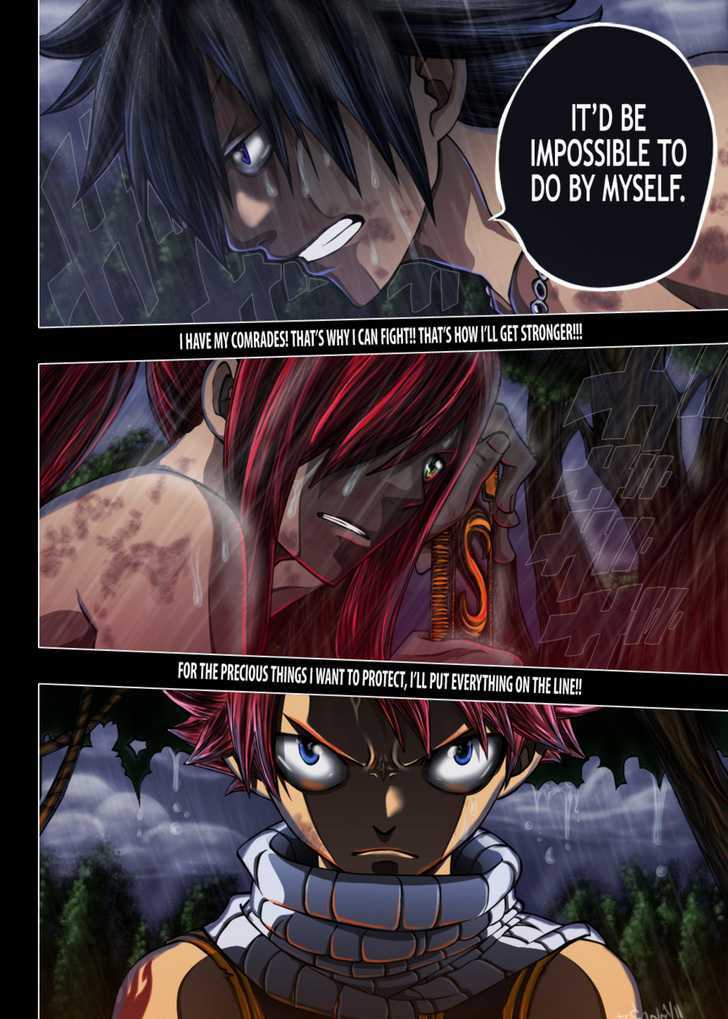 IT'D BE
IMPOSSIBLE TO
DO BY MYSELF.
I HAVE MY COMRADES! THAT'S WHY I CAN FIGHT!! THAT'S HOW I'LL GET STRONGER!!!
S
FOR THE PRECIOUS THINGS I WANT TO PROTECT, I'LL PUT EVERYTHING ON THE LINE!!